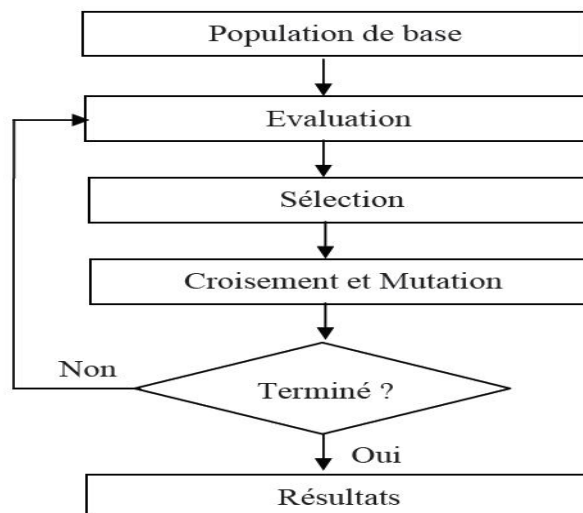 Population de base
Evaluation
Sélection
Croisement et Mutation
Non
Terminé ?
Oui
Résultats